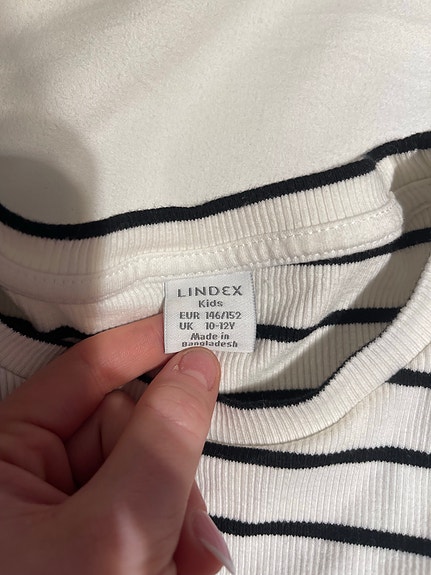 LINDEX
Kids
EUR 146/152
UK 10-12Y
Made in
Bangladesh